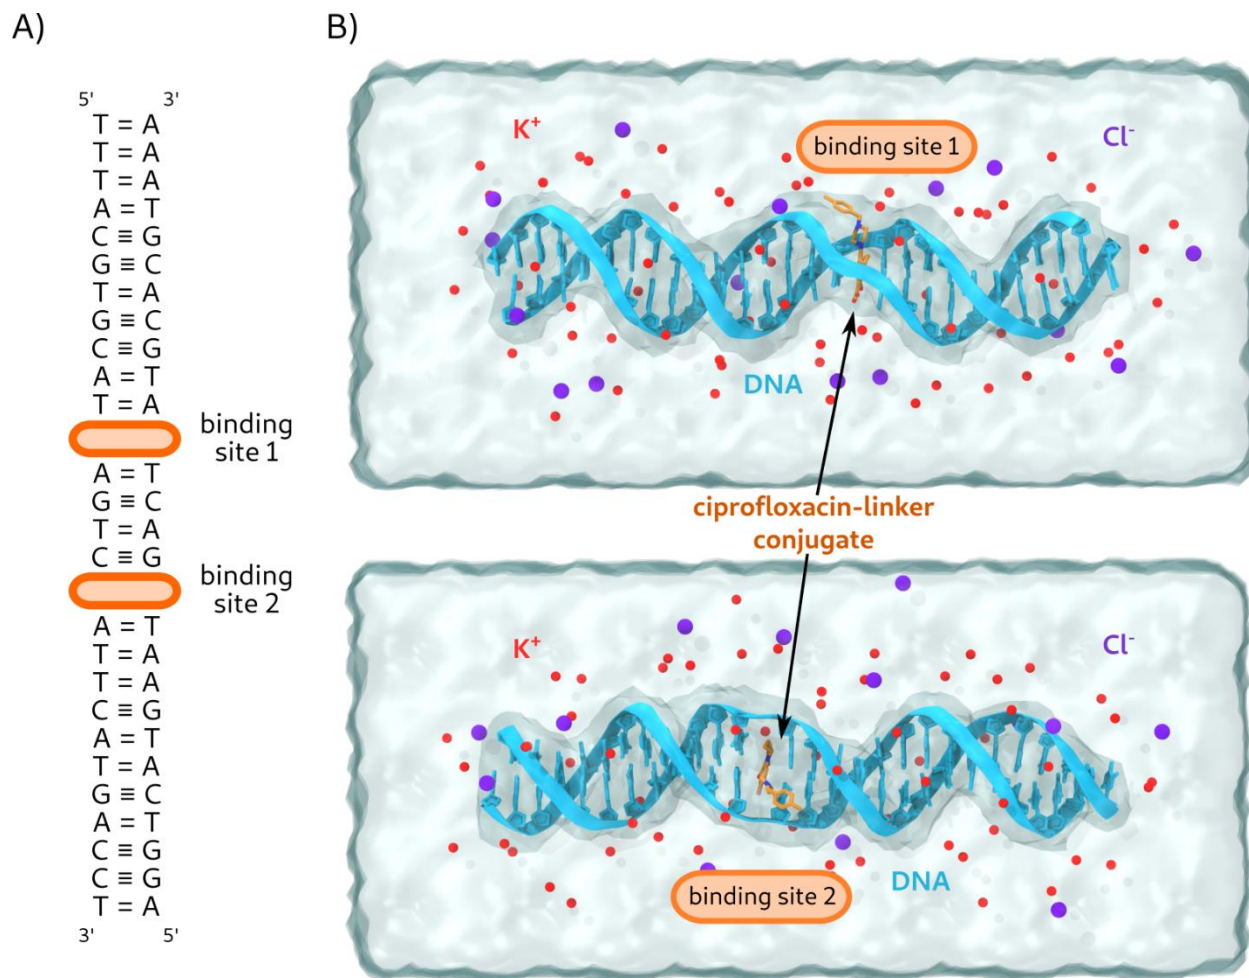 A)
5' 3'
T = A
T = A
T = A
A = T
C ≡ G
G ≡ C
T = A
G ≡ C
C ≡ G
A = T
T = A
binding
site 1
A = T
G ≡ C
T = A
C ≡ G
binding
site 2
A = T
T = A
T = A
C ≡ G
A = T
T = A
G ≡ C
A = T
C ≡ G
C ≡ G
T = A
3' 5'
B)
K⁺
binding site 1
Cl⁻
DNA
ciprofloxacin-linker
conjugate
K⁺
Cl⁻
binding site 2
DNA